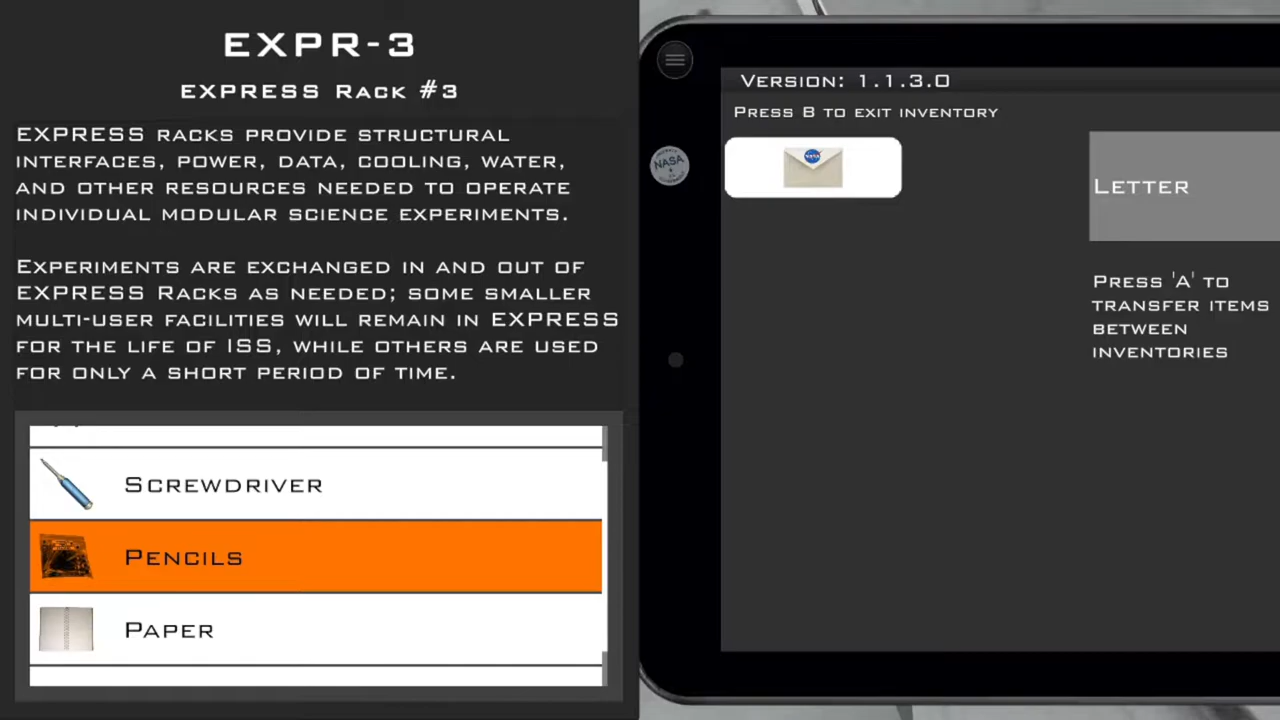 EXPR-3
EXPRESS Rack #3
EXPRESS racks provide structural
interfaces, power, data, cooling, water,
and other resources needed to operate
individual modular science experiments.
Experiments are exchanged in and out of
EXPRESS Racks as needed; some smaller
multi-user facilities will remain in EXPRESS
for the life of ISS, while others are used
for only a short period of time.
Screwdriver
Pencils
Paper
Version: 1.1.3.0
Press B to exit inventory
NASA
NASA
Letter
Press 'A' to
transfer items
between
inventories